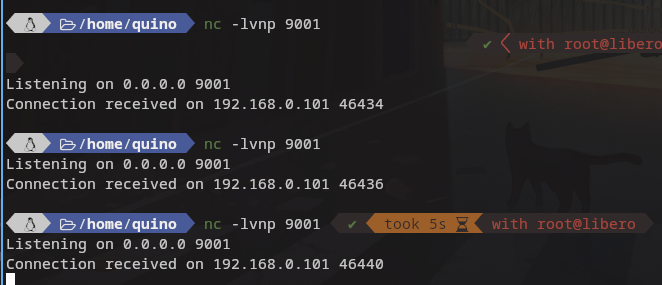 /home/quino nc -lvnp 9001
✔ with root@libero
Listening on 0.0.0.0 9001
Connection received on 192.168.0.101 46434
/home/quino nc -lvnp 9001
Listening on 0.0.0.0 9001
Connection received on 192.168.0.101 46436
/home/quino nc -lvnp 9001 ✔ took 5s with root@libero
Listening on 0.0.0.0 9001
Connection received on 192.168.0.101 46440